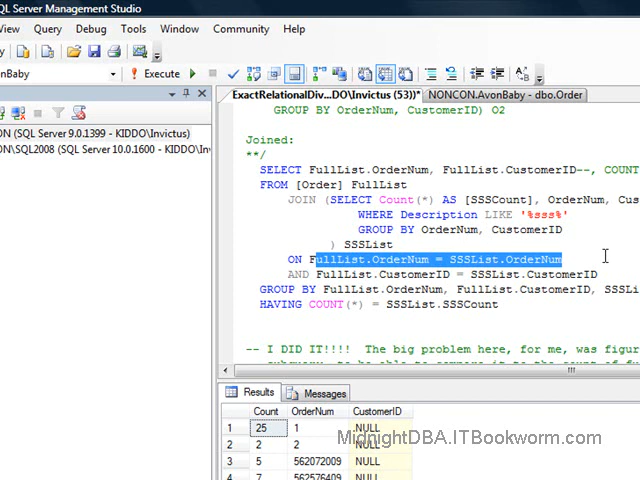 QL Server Management Studio
View Query Debug Tools Window Community Help
nBaby Execute
ExactRelationalDiv...DO\Invictus (53))* NONCON.AvonBaby - dbo.Order
ON (SQL Server 9.0.1399 - KIDDO\Invictus)
ON\SQL2008 (SQL Server 10.0.1600 - KIDDO\Inv
GROUP BY OrderNum, CustomerID) O2
Joined:
**/
SELECT FullList.OrderNum, FullList.CustomerID--, COUNT
FROM [Order] FullList
JOIN (SELECT Count(*) AS [SSSCount], OrderNum, Cus
WHERE Description LIKE '%sss%'
GROUP BY OrderNum, CustomerID
) SSSList
ON FullList.OrderNum = SSSList.OrderNum
AND FullList.CustomerID = SSSList.CustomerID
GROUP BY FullList.OrderNum, FullList.CustomerID, SSSLi
HAVING COUNT(*) = SSSList.SSSCount
-- I DID IT!!!! The big problem here, for me, was figur
Results Messages
Count OrderNum CustomerID
1 25 1 NULL
2 2 2 NULL
3 5 562072009 NULL
4 7 562576409 NULL
MidnightDBA.ITBookworm.com